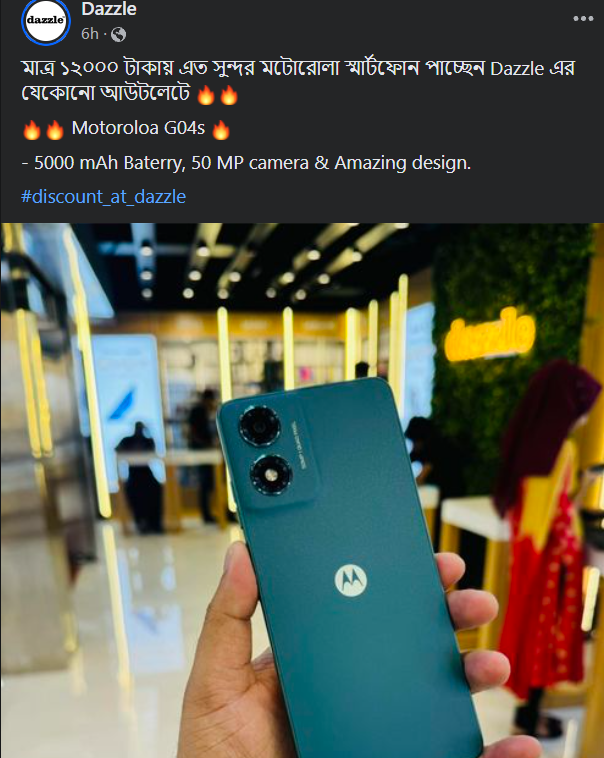 dazzle
Dazzle
6h ·
মাত্র ১২০০০ টাকায় এত সুন্দর মটোরোলা স্মার্টফোন পাচ্ছেন Dazzle এর
যেকোনো আউটলেটে 🔥🔥
🔥🔥 Motoroloa G04s 🔥
- 5000 mAh Baterry, 50 MP camera & Amazing design.
#discount_at_dazzle
dazzle